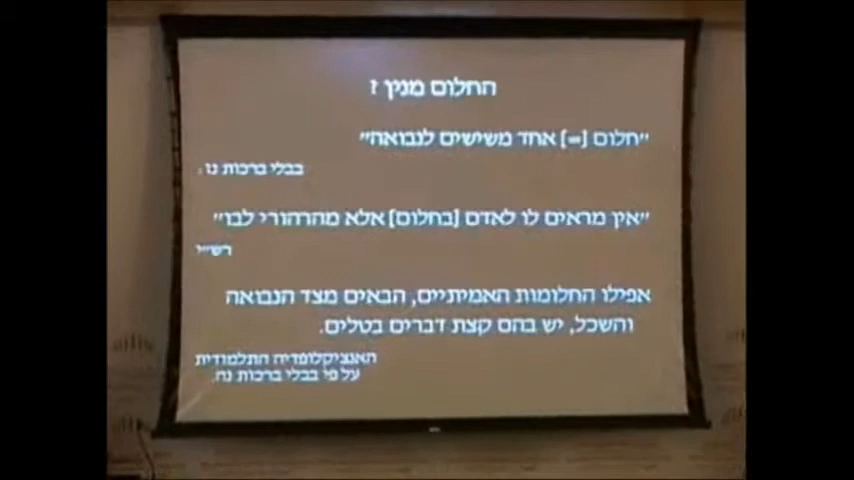 החלום מנין ?
"חלום [=] אחד משישים לנבואה"
בבלי ברכות נז:
"אין מראים לו לאדם [בחלום] אלא מהרהורי לבו"
רש"י
אפילו החלומות האמיתיים, הבאים מצד הנבואה
והשכל, יש בהם קצת דברים בטלים.
האנציקלופדיה התלמודית
על פי בבלי ברכות נח.